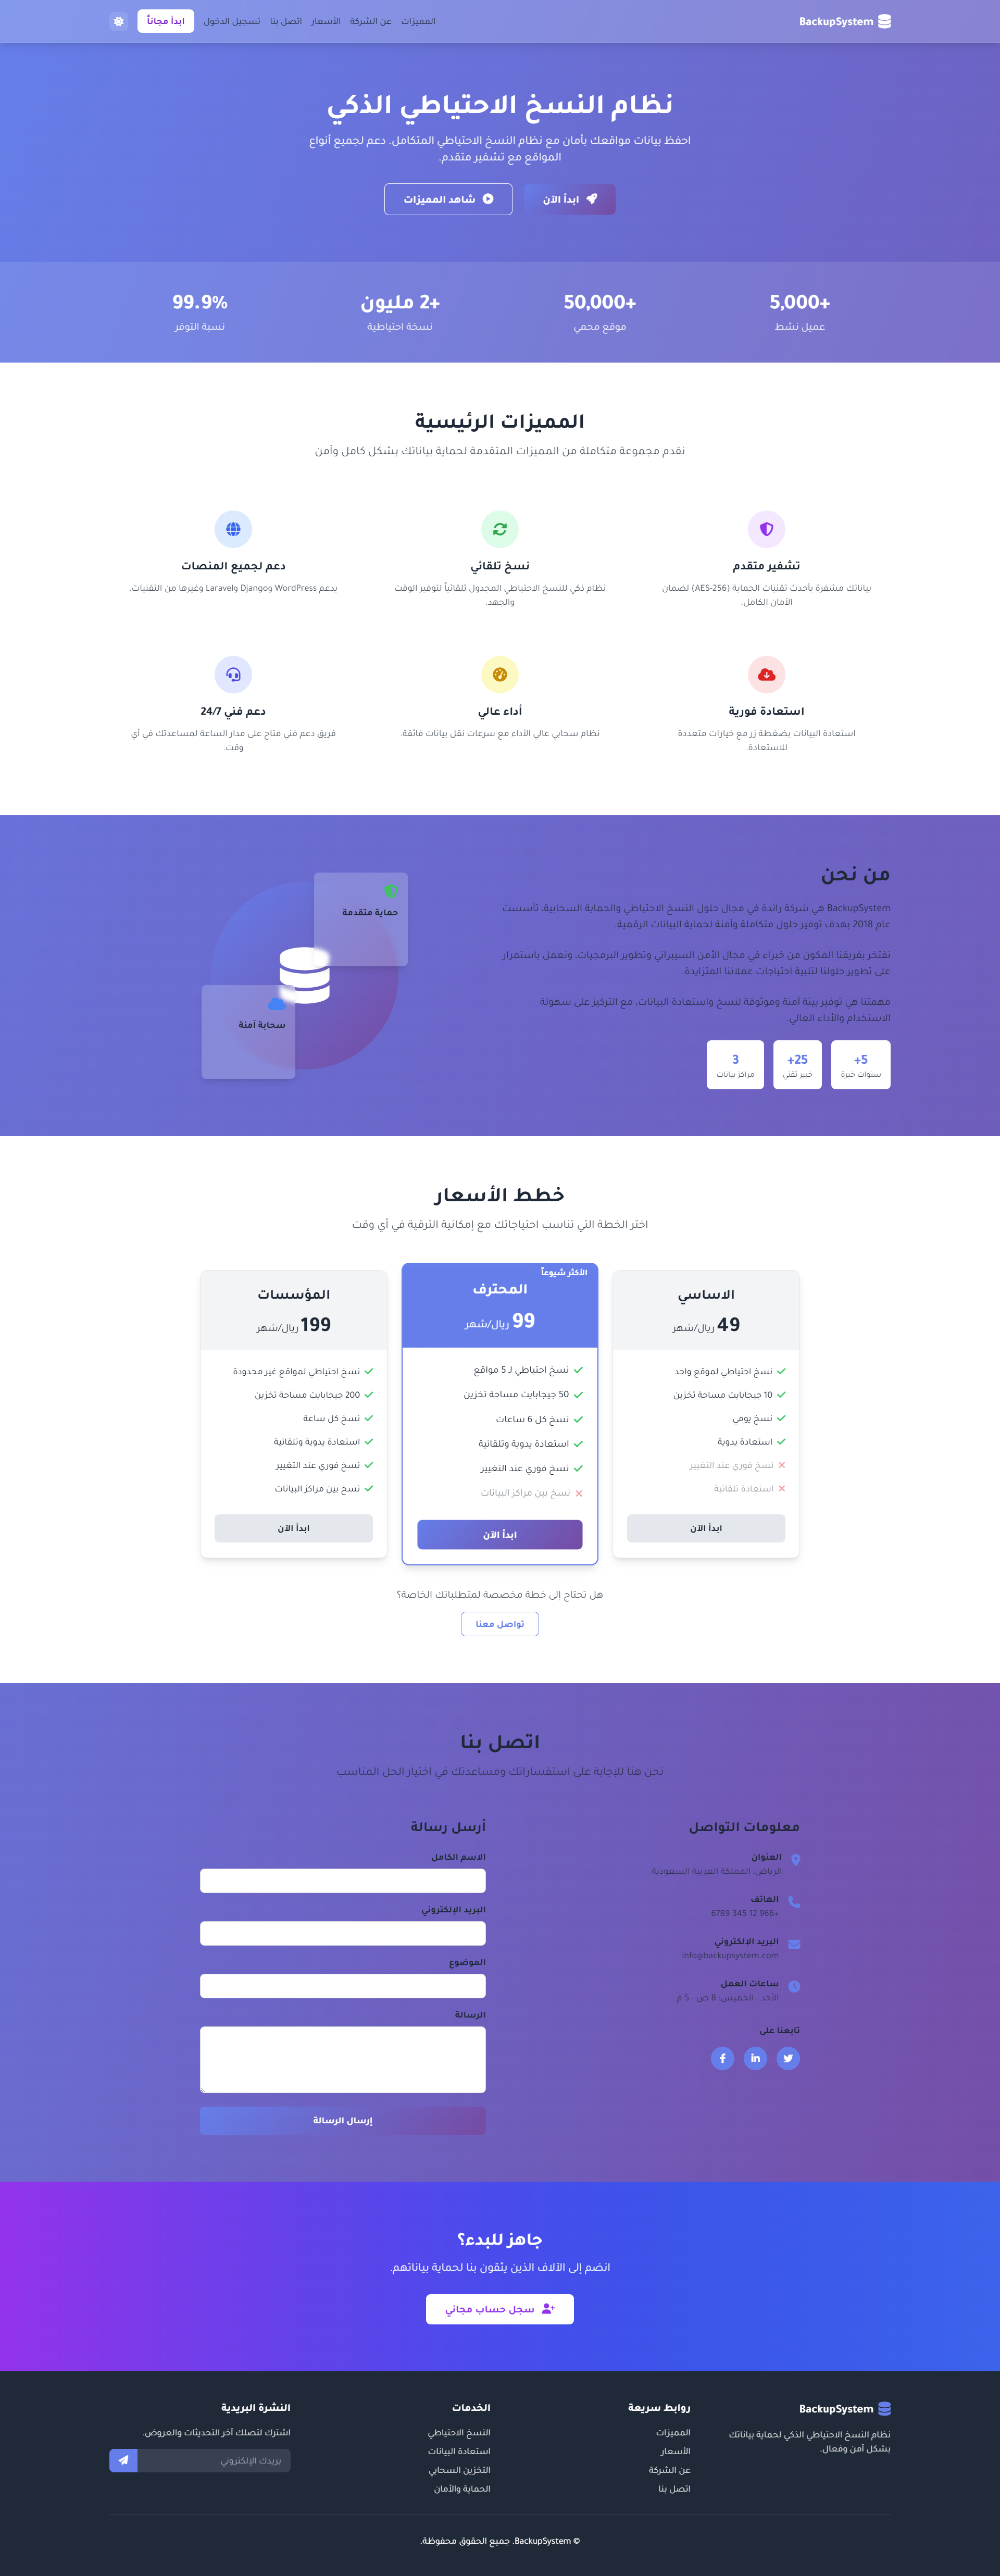 BackupSystem
المميزات
عن الشركة
الأسعار
اتصل بنا
تسجيل الدخول
ابدأ مجاناً
نظام النسخ الاحتياطي الذكي
احفظ بيانات مواقعك بأمان مع نظام النسخ الاحتياطي المتكامل. دعم لجميع أنواع
المواقع مع تشفير متقدم.
ابدأ الآن
شاهد المميزات
+5,000
عميل نشط
+50,000
موقع محمي
+2 مليون
نسخة احتياطية
99.9%
نسبة التوفر
المميزات الرئيسية
نقدم مجموعة متكاملة من المميزات المتقدمة لحماية بياناتك بشكل كامل وآمن
تشفير متقدم
بياناتك مشفرة بأحدث تقنيات الحماية (AES-256) لضمان
الأمان الكامل.
نسخ تلقائي
نظام ذكي للنسخ الاحتياطي المجدول تلقائياً لتوفير الوقت
والجهد.
دعم لجميع المنصات
يدعم WordPress وDjango وLaravel وغيرها من التقنيات.
استعادة فورية
استعادة البيانات بضغطة زر مع خيارات متعددة
للاستعادة.
أداء عالي
نظام سحابي عالي الأداء مع سرعات نقل بيانات فائقة.
دعم فني 24/7
فريق دعم فني متاح على مدار الساعة لمساعدتك في أي
وقت.
من نحن
BackupSystem هي شركة رائدة في مجال حلول النسخ الاحتياطي والحماية السحابية، تأسست
عام 2018 بهدف توفير حلول متكاملة وآمنة لحماية البيانات الرقمية.
نفتخر بفريقنا المكون من خبراء في مجال الأمن السيبراني وتطوير البرمجيات، ونعمل باستمرار
على تطوير حلولنا لتلبية احتياجات عملائنا المتزايدة.
مهمتنا هي توفير بيئة آمنة وموثوقة لنسخ واستعادة البيانات، مع التركيز على سهولة
الاستخدام والأداء العالي.
+5
سنوات خبرة
+25
خبير تقني
3
مراكز بيانات
حماية متقدمة
سحابة آمنة
خطط الأسعار
اختر الخطة التي تناسب احتياجاتك مع إمكانية الترقية في أي وقت
الاساسي
49 ريال/شهر
نسخ احتياطي لموقع واحد
10 جيجابايت مساحة تخزين
نسخ يومي
استعادة يدوية
نسخ فوري عند التغيير
استعادة تلقائية
ابدأ الآن
الأكثر شيوعاً
المحترف
99 ريال/شهر
نسخ احتياطي لـ 5 مواقع
50 جيجابايت مساحة تخزين
نسخ كل 6 ساعات
استعادة يدوية وتلقائية
نسخ فوري عند التغيير
نسخ بين مراكز البيانات
ابدأ الآن
المؤسسات
199 ريال/شهر
نسخ احتياطي لمواقع غير محدودة
200 جيجابايت مساحة تخزين
نسخ كل ساعة
استعادة يدوية وتلقائية
نسخ فوري عند التغيير
نسخ بين مراكز البيانات
ابدأ الآن
هل تحتاج إلى خطة مخصصة لمتطلباتك الخاصة؟
تواصل معنا
اتصل بنا
نحن هنا للإجابة على استفساراتك ومساعدتك في اختيار الحل المناسب
معلومات التواصل
العنوان
الرياض، المملكة العربية السعودية
الهاتف
+966 12 345 6789
البريد الإلكتروني
info@backupsystem.com
ساعات العمل
الأحد - الخميس: 8 ص - 5 م
تابعنا على
أرسل رسالة
الاسم الكامل
البريد الإلكتروني
الموضوع
الرسالة
إرسال الرسالة
جاهز للبدء؟
انضم إلى الآلاف الذين يثقون بنا لحماية بياناتهم.
سجل حساب مجاني
BackupSystem
نظام النسخ الاحتياطي الذكي لحماية بياناتك
بشكل آمن وفعال.
روابط سريعة
المميزات
الأسعار
عن الشركة
اتصل بنا
الخدمات
النسخ الاحتياطي
استعادة البيانات
التخزين السحابي
الحماية والأمان
النشرة البريدية
اشترك لتصلك آخر التحديثات والعروض.
بريدك الإلكتروني
© BackupSystem. جميع الحقوق محفوظة.